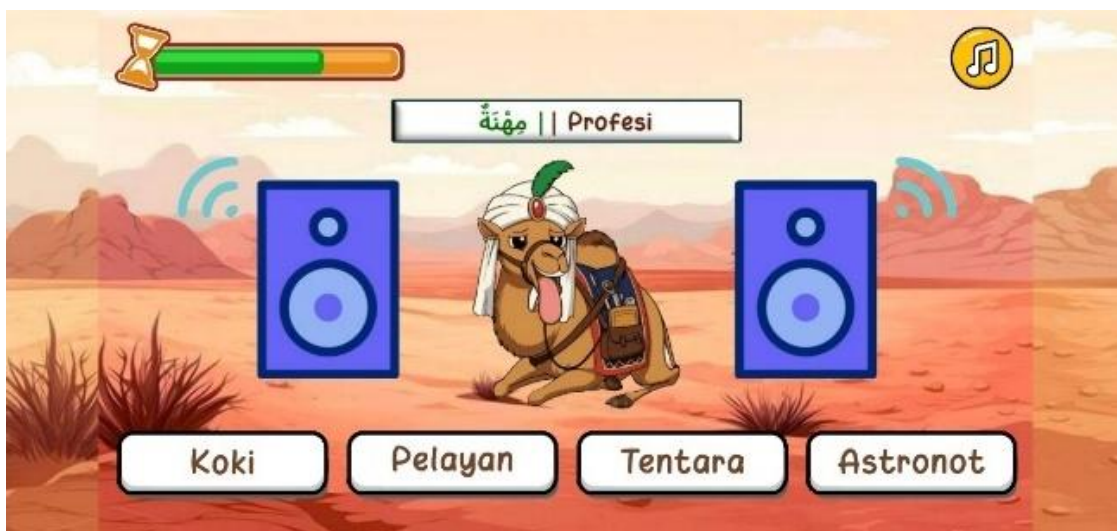 مِهْنَةٌ || Profesi
Koki
Pelayan
Tentara
Astronot